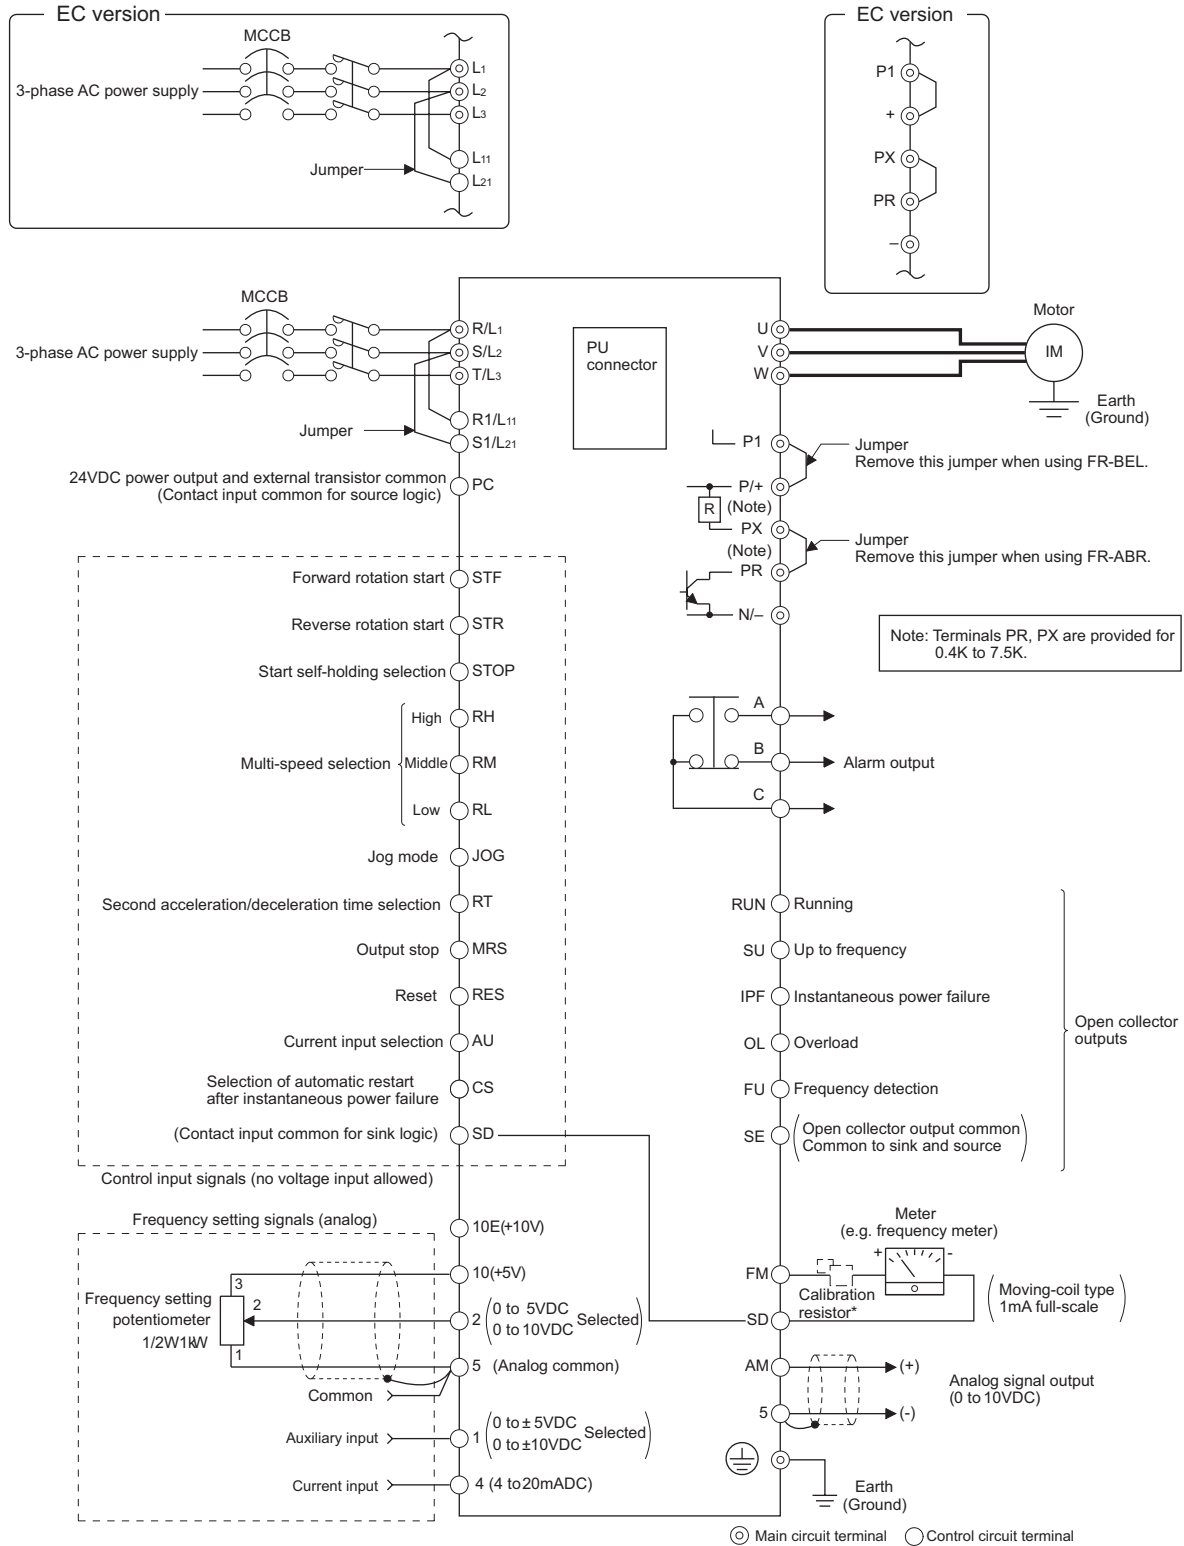 EC version
MCCB
3-phase AC power supply
L1
L2
L3
L11
L21
Jumper
EC version
P1
+
PX
PR
–
MCCB
3-phase AC power supply
R/L1
S/L2
T/L3
R1/L11
S1/L21
Jumper
PU
connector
U
V
W
Motor
IM
Earth
(Ground)
24VDC power output and external transistor common
(Contact input common for source logic)
PC
P1
Jumper
Remove this jumper when using FR-BEL.
P/+
R
(Note)
PX
(Note)
Jumper
Remove this jumper when using FR-ABR.
PR
N/–
Note: Terminals PR, PX are provided for
0.4K to 7.5K.
Forward rotation start
STF
Reverse rotation start
STR
Start self-holding selection
STOP
Multi-speed selection
High
RH
Middle
RM
Low
RL
Jog mode
JOG
Second acceleration/deceleration time selection
RT
Output stop
MRS
Reset
RES
Current input selection
AU
Selection of automatic restart
after instantaneous power failure
CS
(Contact input common for sink logic)
SD
Control input signals (no voltage input allowed)
A
B
C
Alarm output
RUN
Running
SU
Up to frequency
IPF
Instantaneous power failure
OL
Overload
FU
Frequency detection
SE
Open collector output common
Common to sink and source
Open collector
outputs
Frequency setting signals (analog)
10E(+10V)
3
10(+5V)
Frequency setting
potentiometer
1/2W1kW
2
2
0 to 5VDC
0 to 10VDC
Selected
1
5 (Analog common)
Common
Auxiliary input
1
0 to ± 5VDC
0 to ±10VDC
Selected
Current input
4 (4 to 20mADC)
Meter
(e.g. frequency meter)
+
-
FM
Calibration
resistor*
Moving-coil type
1mA full-scale
SD
AM
(+)
5
(-)
Analog signal output
(0 to 10VDC)
Earth
(Ground)
Main circuit terminal
Control circuit terminal